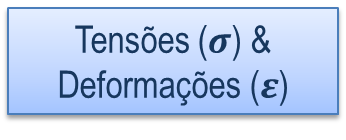 Tensões (σ) &
Deformações (ε)